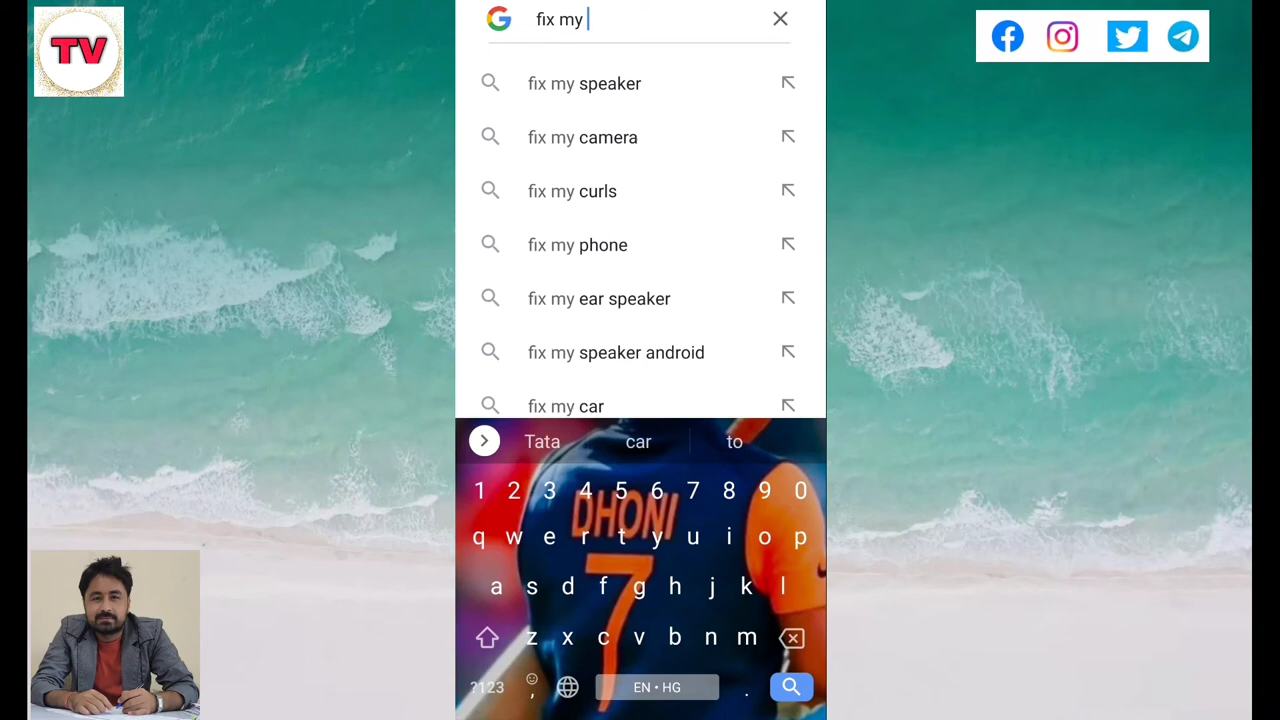 TV
fix my
fix my speaker
fix my camera
fix my curls
fix my phone
fix my ear speaker
fix my speaker android
fix my car
Tata car to
1 2 3 4 5 6 7 8 9 0
q w e r t y u i o p
a s d f g h j k l
z x c v b n m
?123 , EN • HG .
DHONI
7